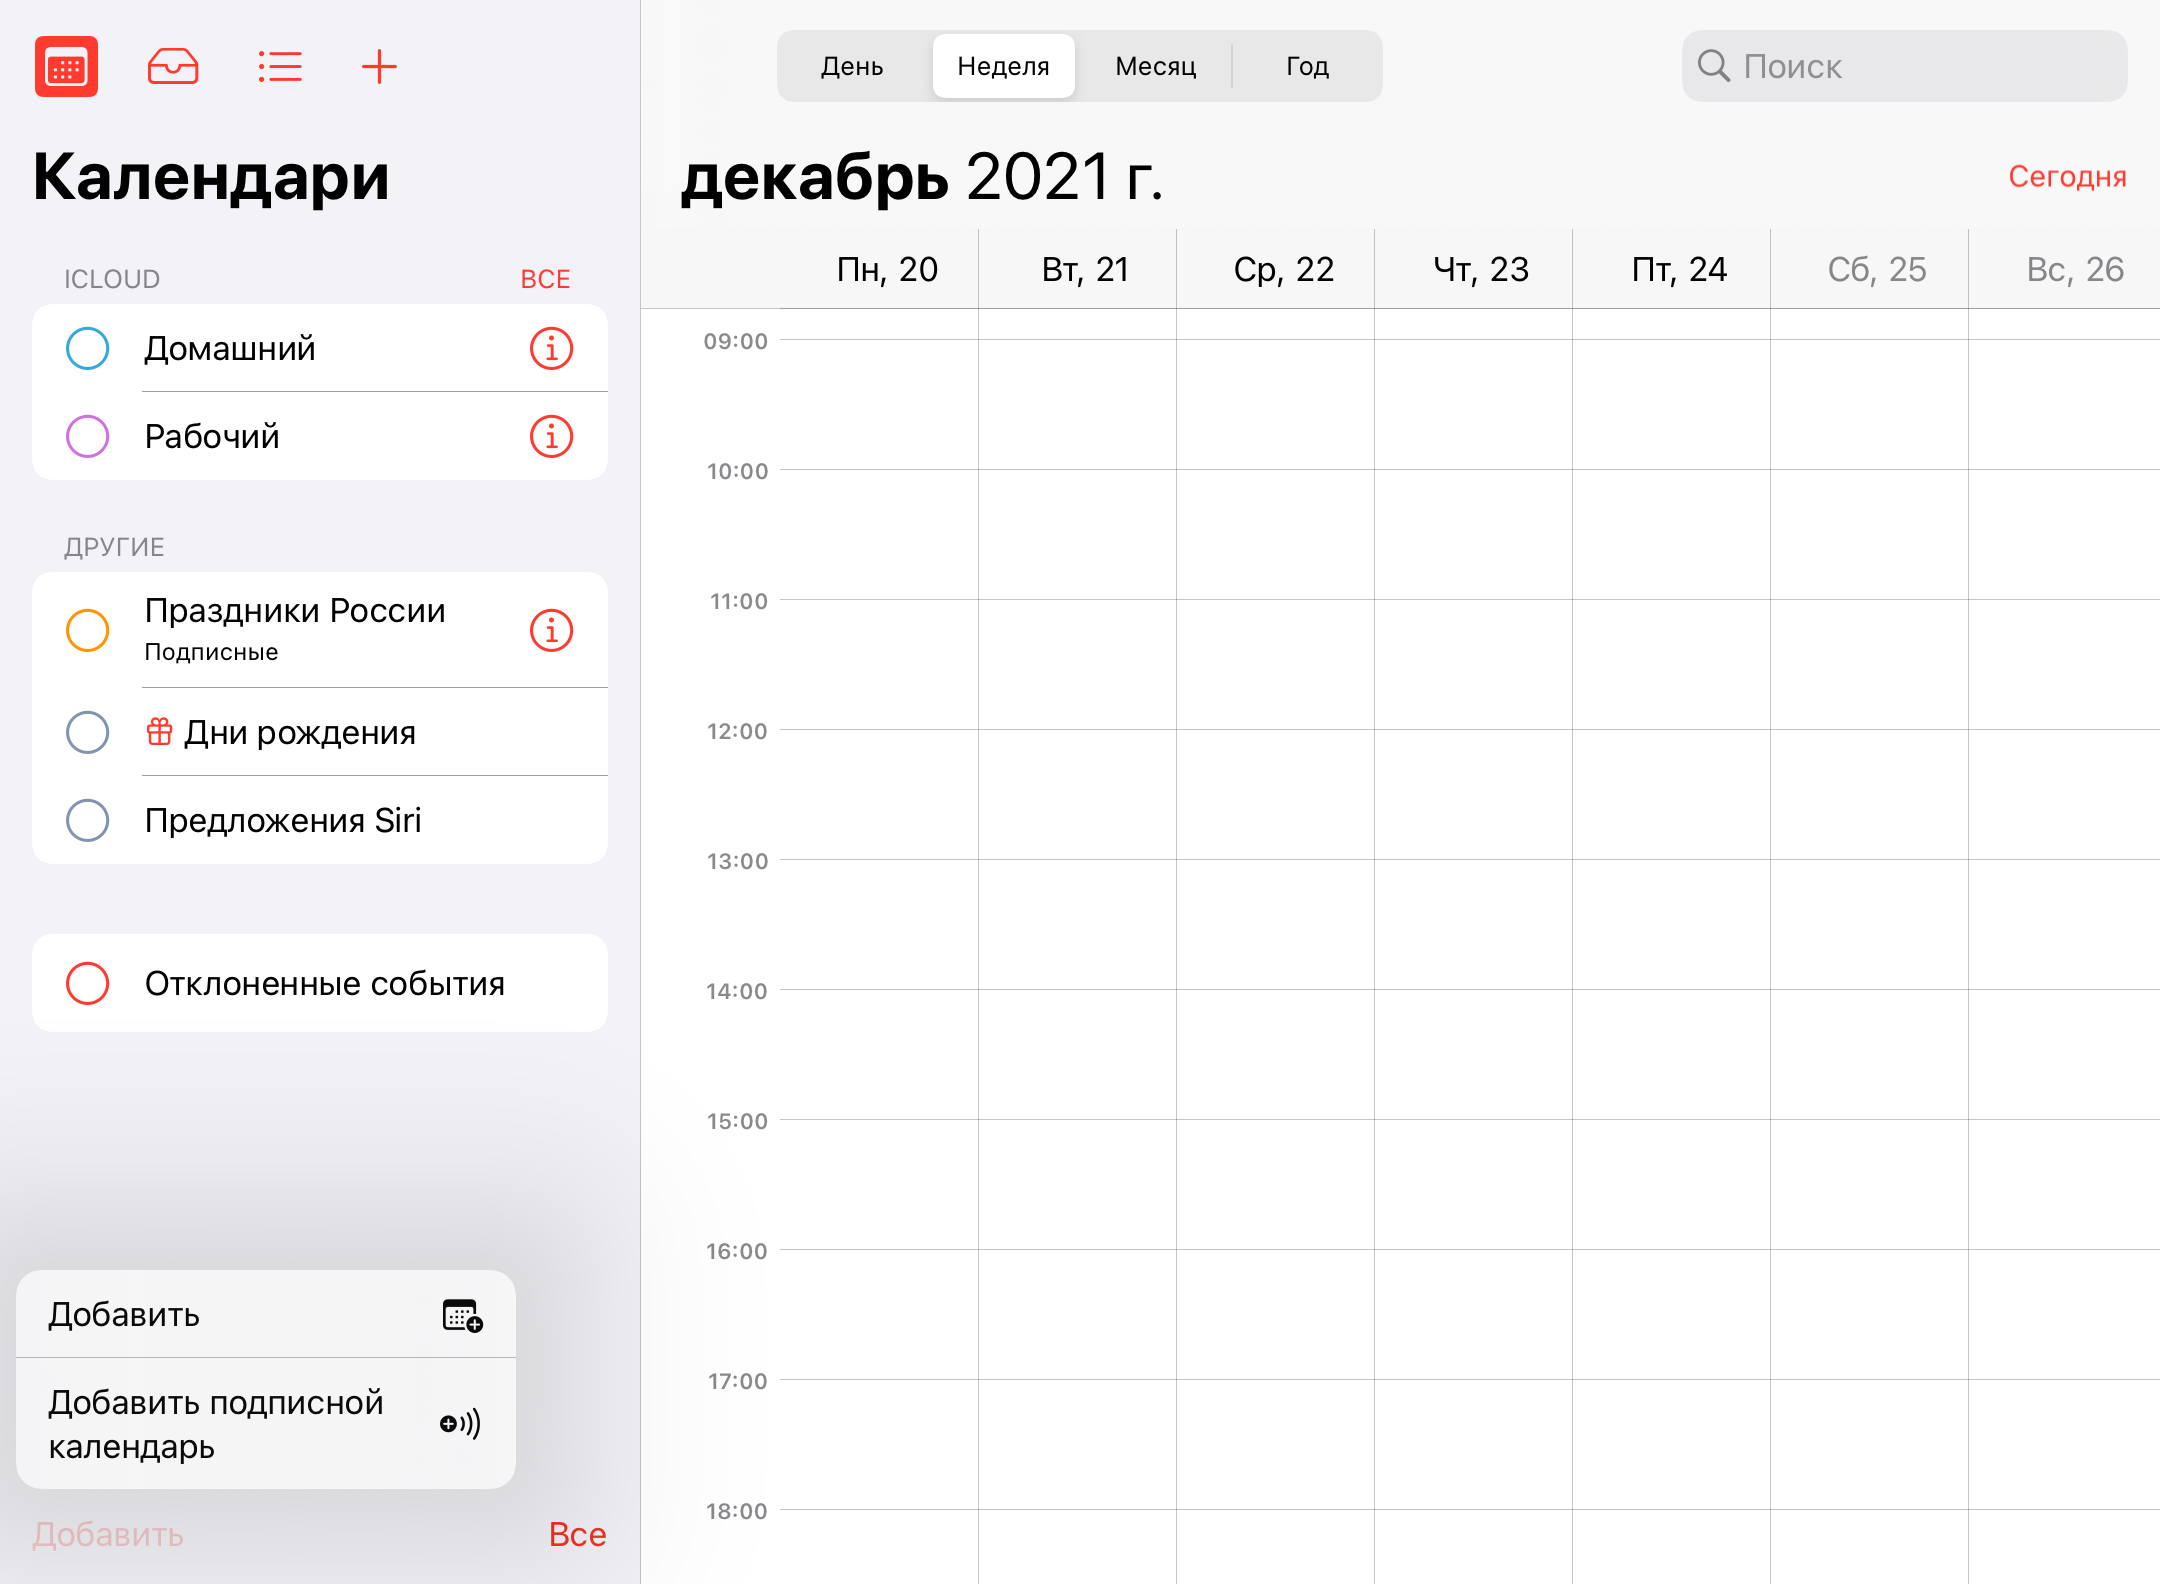 Календари
ICLOUD ВСЕ
Домашний
Рабочий
ДРУГИЕ
Праздники России
Подписные
Дни рождения
Предложения Siri
Отклоненные события
Добавить
Добавить подписной
календарь
Добавить Все
День Неделя Месяц Год
Поиск
декабрь 2021 г. Сегодня
Пн, 20 Вт, 21 Ср, 22 Чт, 23 Пт, 24 Сб, 25 Вс, 26
09:00
10:00
11:00
12:00
13:00
14:00
15:00
16:00
17:00
18:00